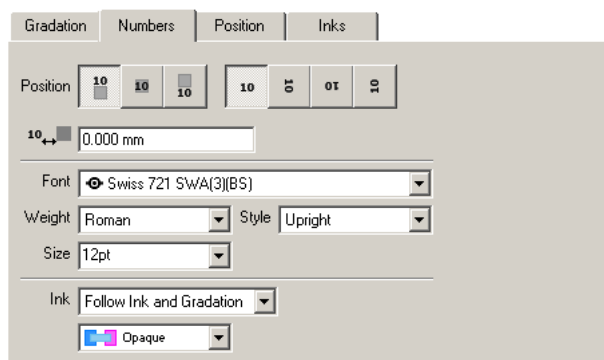 Gradation Numbers Position Inks
Position 10 10 10 10 10 10 10
10 0.000 mm
Font Swiss 721 SWA(3)(BS)
Weight Roman Style Upright
Size 12pt
Ink Follow Ink and Gradation
Opaque